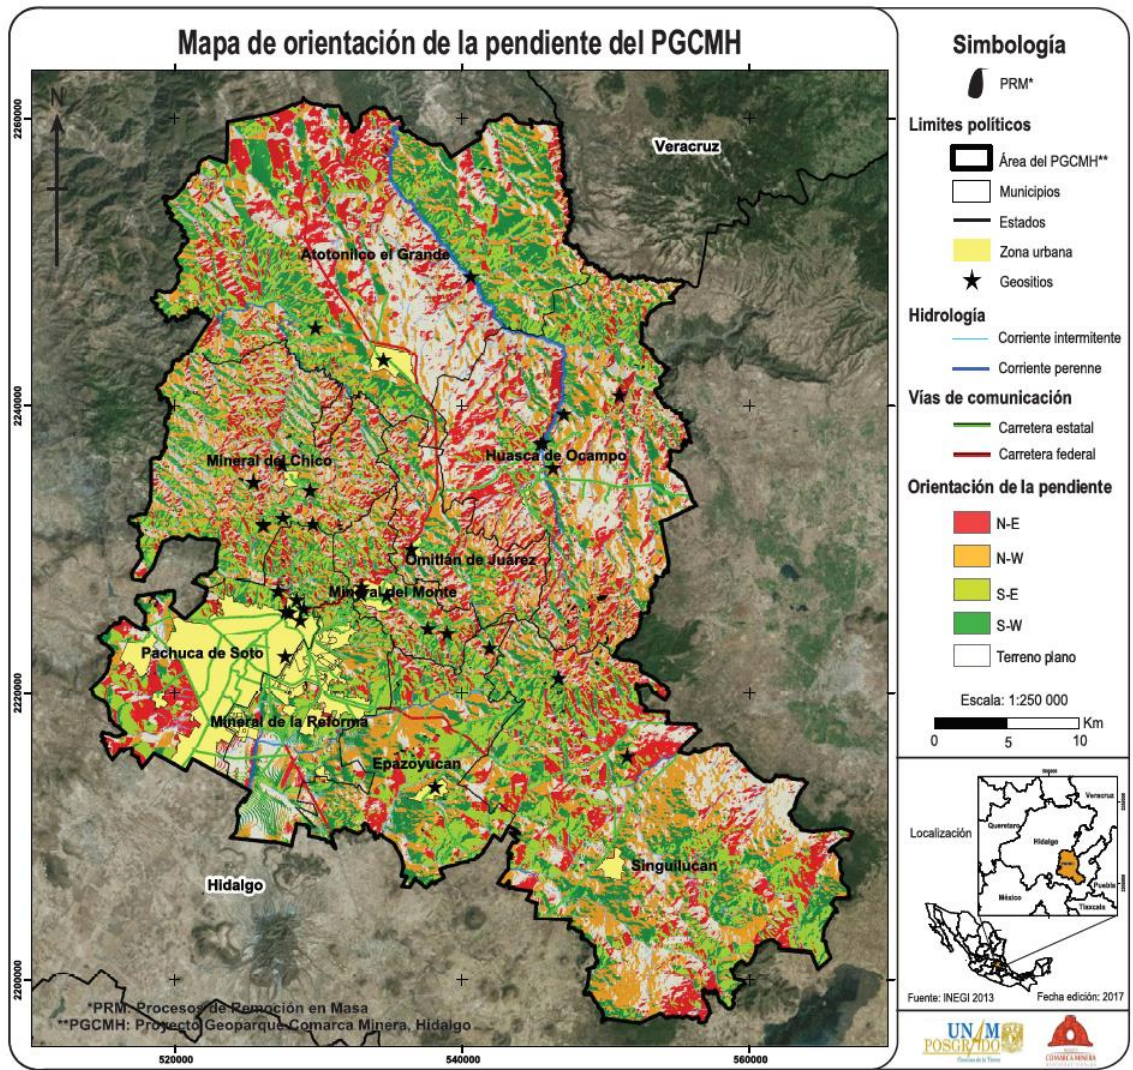 Mapa de orientación de la pendiente del PGCMH
N
2260000
2240000
2220000
2200000
520000
540000
560000
Veracruz
Atotonilco el Grande
Mineral del Chico
Huasca de Ocampo
Omitlán de Juárez
Mineral del Monte
Pachuca de Soto
Mineral de la Reforma
Epazoyucan
Singuilucan
Hidalgo
*PRM: Procesos de Remoción en Masa
**PGCMH: Proyecto Geoparque Comarca Minera, Hidalgo
Simbología
PRM*
Limites políticos
Área del PGCMH**
Municipios
Estados
Zona urbana
Geositios
Hidrología
Corriente intermitente
Corriente perenne
Vías de comunicación
Carretera estatal
Carretera federal
Orientación de la pendiente
N-E
N-W
S-E
S-W
Terreno plano
Escala: 1:250 000
Km
0 5 10
Localización
Veracruz
Queretaro
Hidalgo
Puebla
México
Tlaxcala
Fuente: INEGI 2013
Fecha edición: 2017
UNAM
POSGRADO
Ciencias de la Tierra
COMARCA MINERA